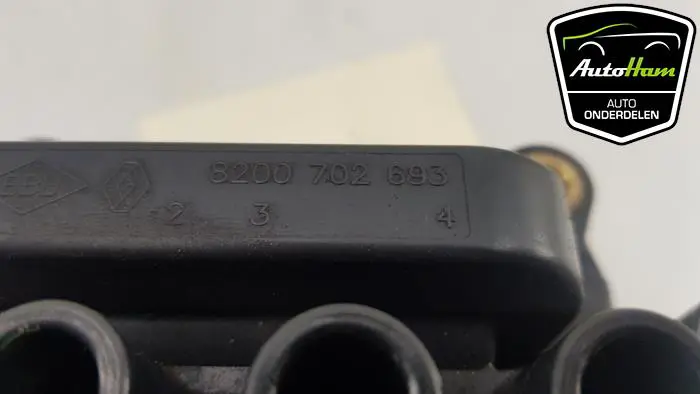 AutoHam
AUTO
ONDERDELEN
8200 702 693
2 3 4